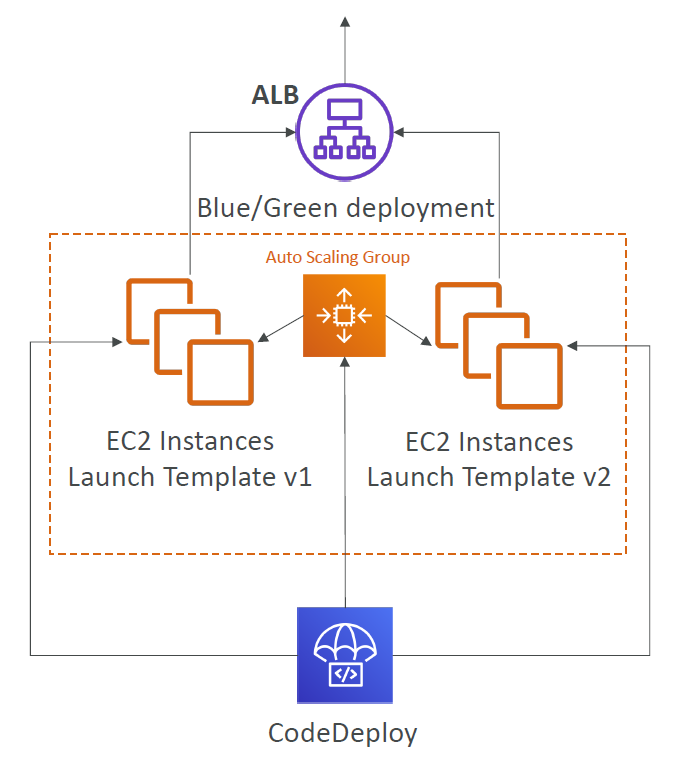 ALB
Blue/Green deployment
Auto Scaling Group
EC2 Instances
Launch Template v1
EC2 Instances
Launch Template v2
</>
CodeDeploy